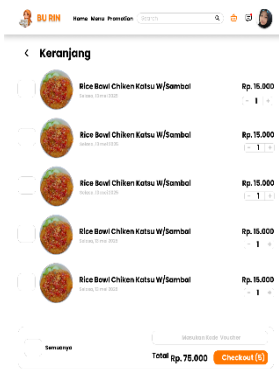 BU RIN
Home Menu Promotion
Search
Keranjang
Rice Bowl Chiken Katsu W/Sambal
Rp. 15.000
- 1 +
Rice Bowl Chiken Katsu W/Sambal
Rp. 15.000
- 1 +
Rice Bowl Chiken Katsu W/Sambal
Rp. 15.000
- 1 +
Rice Bowl Chiken Katsu W/Sambal
Rp. 15.000
- 1 +
Rice Bowl Chiken Katsu W/Sambal
Rp. 15.000
- 1 +
Masukan Kode Voucher
Semuanya
Total Rp. 75.000
Checkout (5)